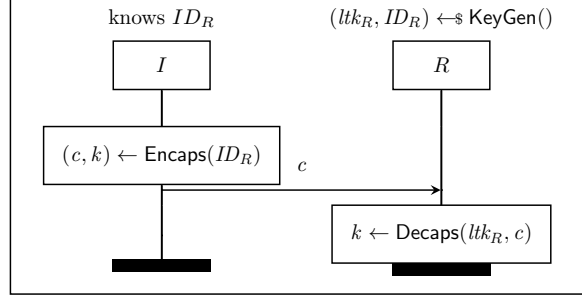 knows ID_R
(ltk_R, ID_R) ←$ KeyGen()
I
R
(c, k) ← Encaps(ID_R)
c
k ← Decaps(ltk_R, c)